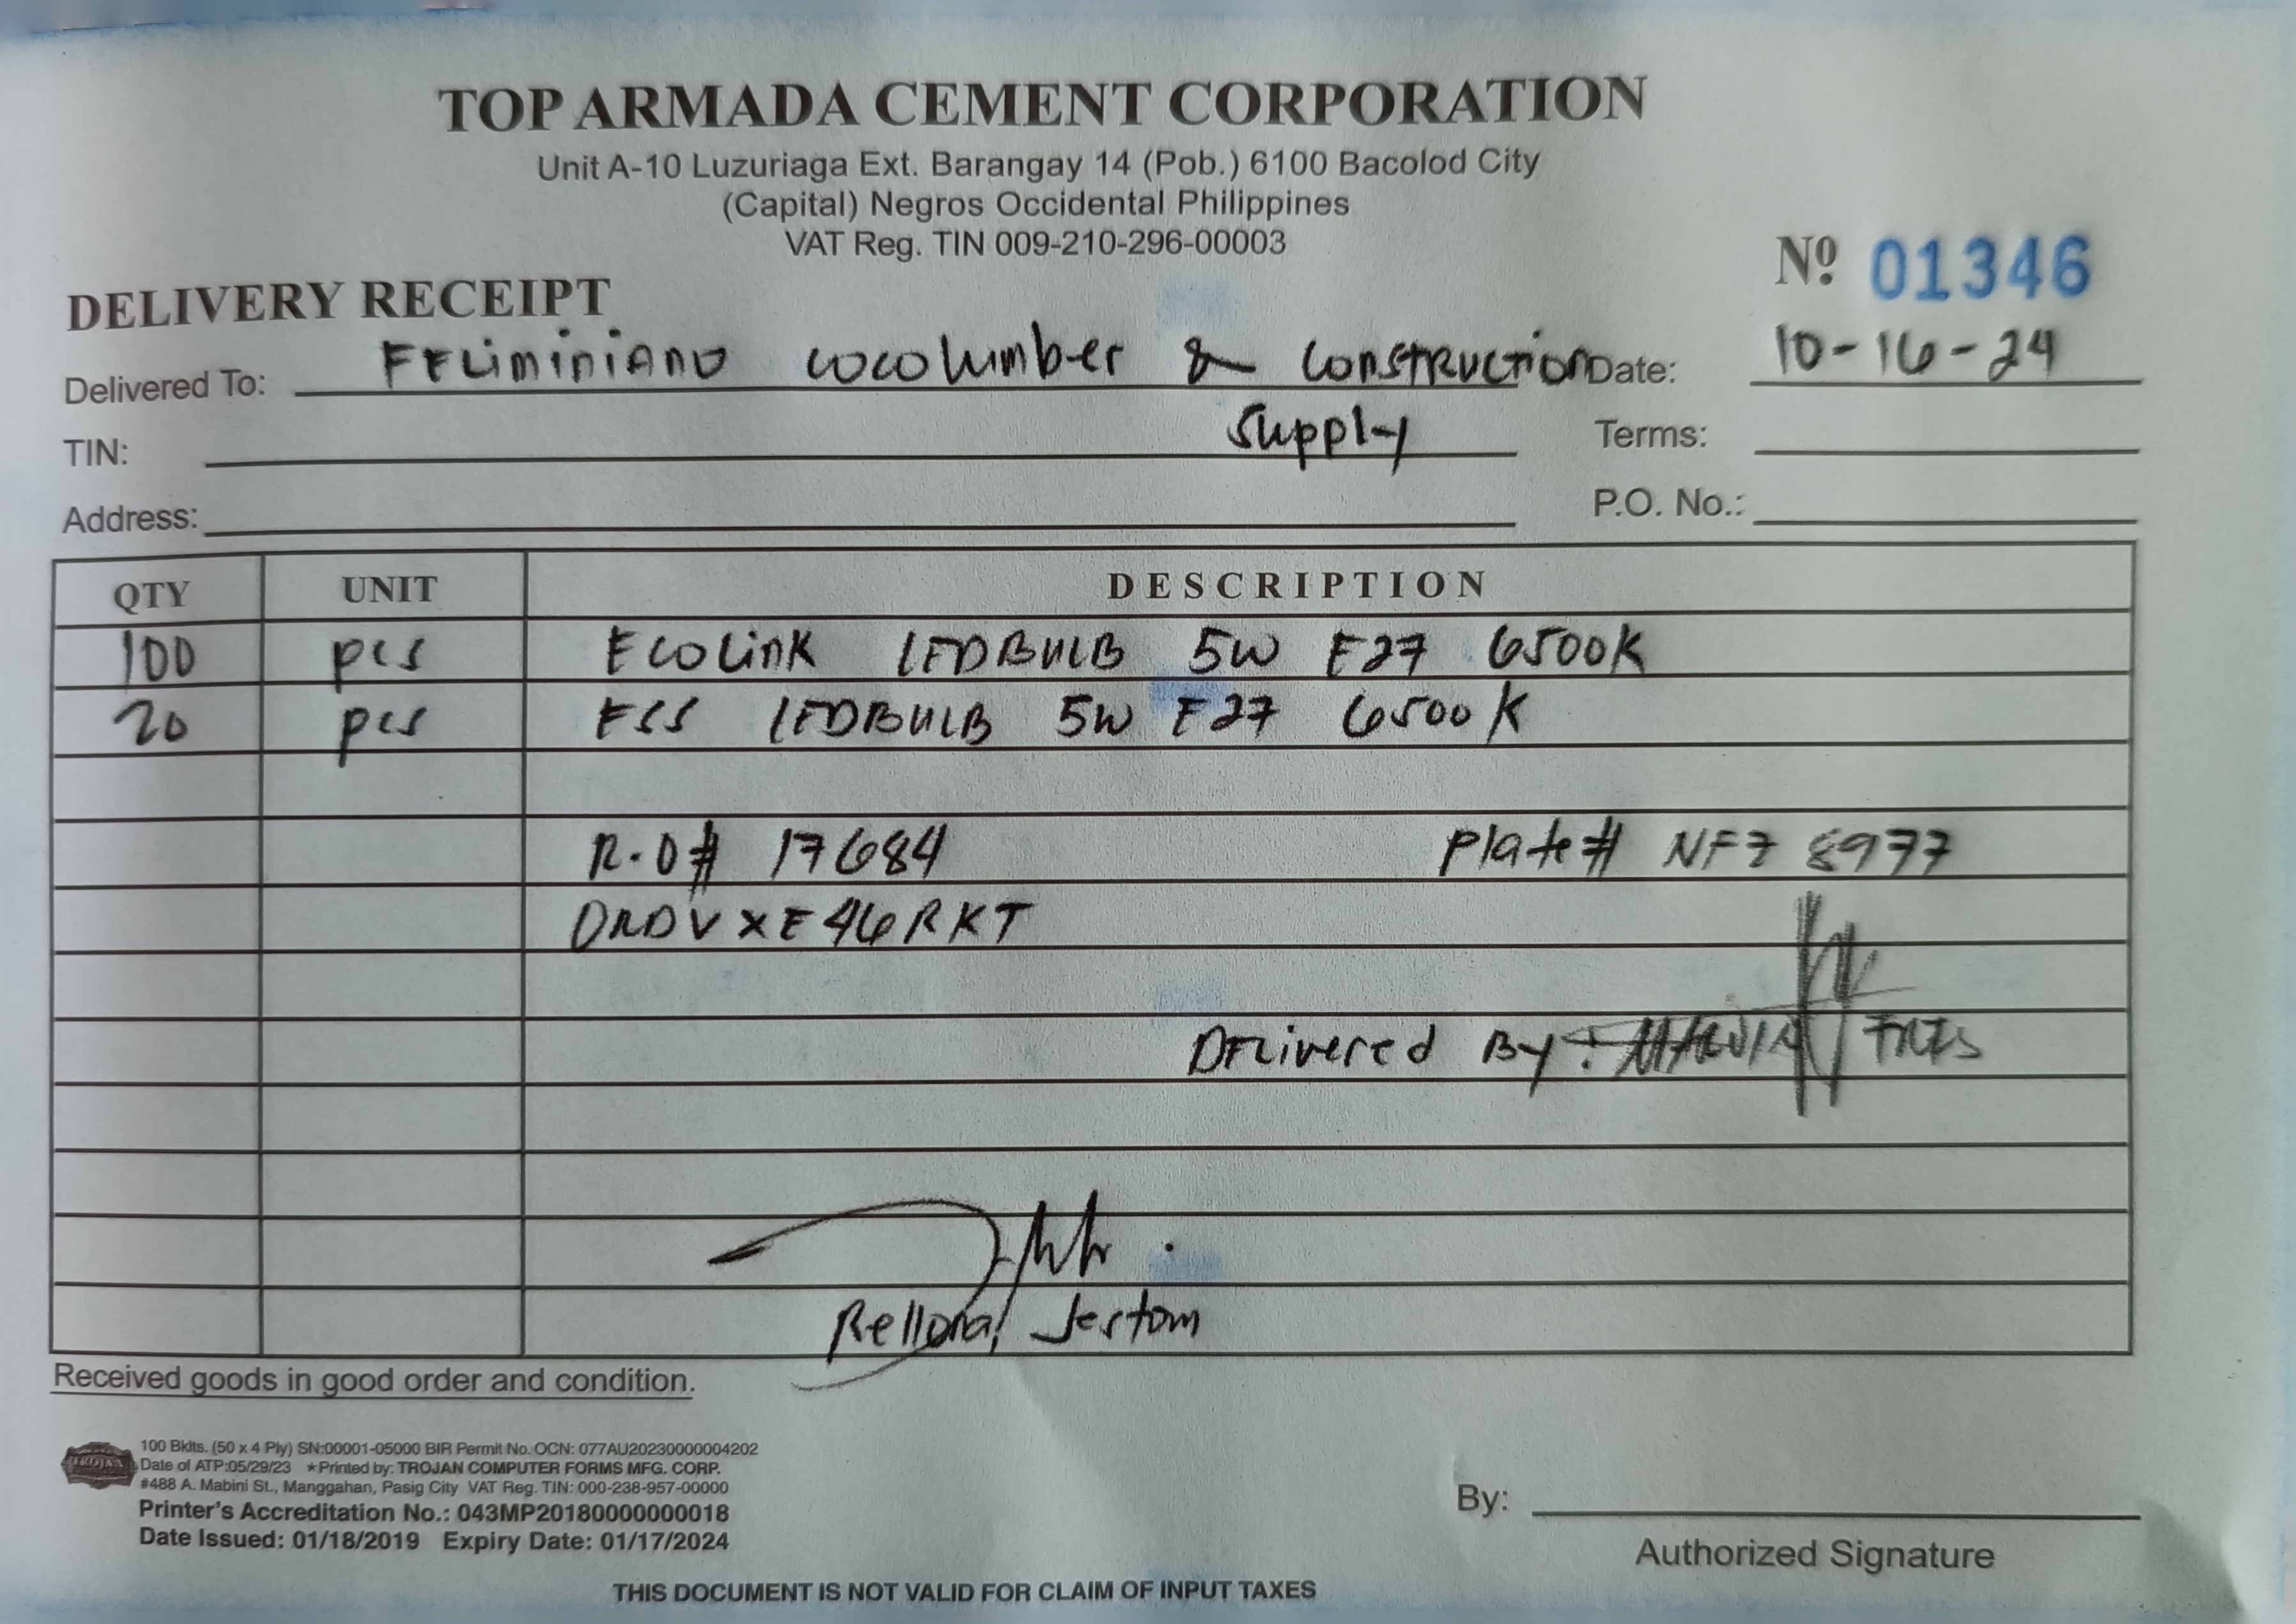 TOP ARMADA CEMENT CORPORATION
Unit A-10 Luzuriaga Ext. Barangay 14 (Pob.) 6100 Bacolod City
(Capital) Negros Occidental Philippines
VAT Reg. TIN 009-210-296-00003
Nº 01346
DELIVERY RECEIPT
Delivered To: FELiminiANO COCOlumber & CONSTRUCTION Date: 10-16-24
Supply
TIN: Terms:
Address: P.O. No.:
QTY UNIT DESCRIPTION
100 pcs ECOLINK LEDBULB 5W E27 6500K
20 pcs ESS LEDBULB 5W E27 6500K
R.O# 17684 Plate# NFZ 8977
DRDVXE46RKT
DELivered By:
Jestom
Received goods in good order and condition.
TROJAN
100 Bklts. (50 x 4 Ply) SN:00001-05000 BIR Permit No. OCN: 077AU20230000004202
Date of ATP:05/29/23 ★Printed by: TROJAN COMPUTER FORMS MFG. CORP.
#488 A. Mabini St., Manggahan, Pasig City VAT Reg. TIN: 000-238-957-00000
Printer's Accreditation No.: 043MP20180000000018
Date Issued: 01/18/2019 Expiry Date: 01/17/2024
By:
Authorized Signature
THIS DOCUMENT IS NOT VALID FOR CLAIM OF INPUT TAXES